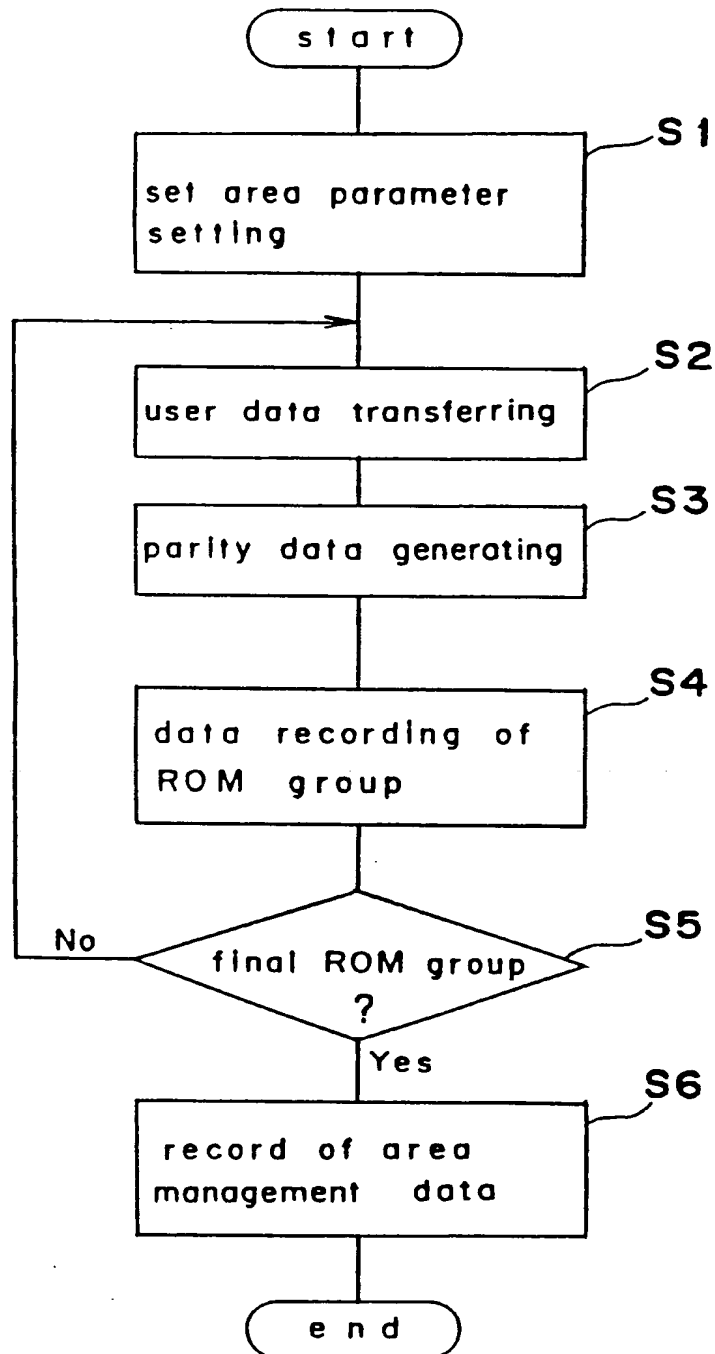 start
S1
set area parameter
setting
S2
user data transferring
S3
parity data generating
S4
data recording of
ROM group
S5
No
final ROM group
?
Yes
S6
record of area
management data
end